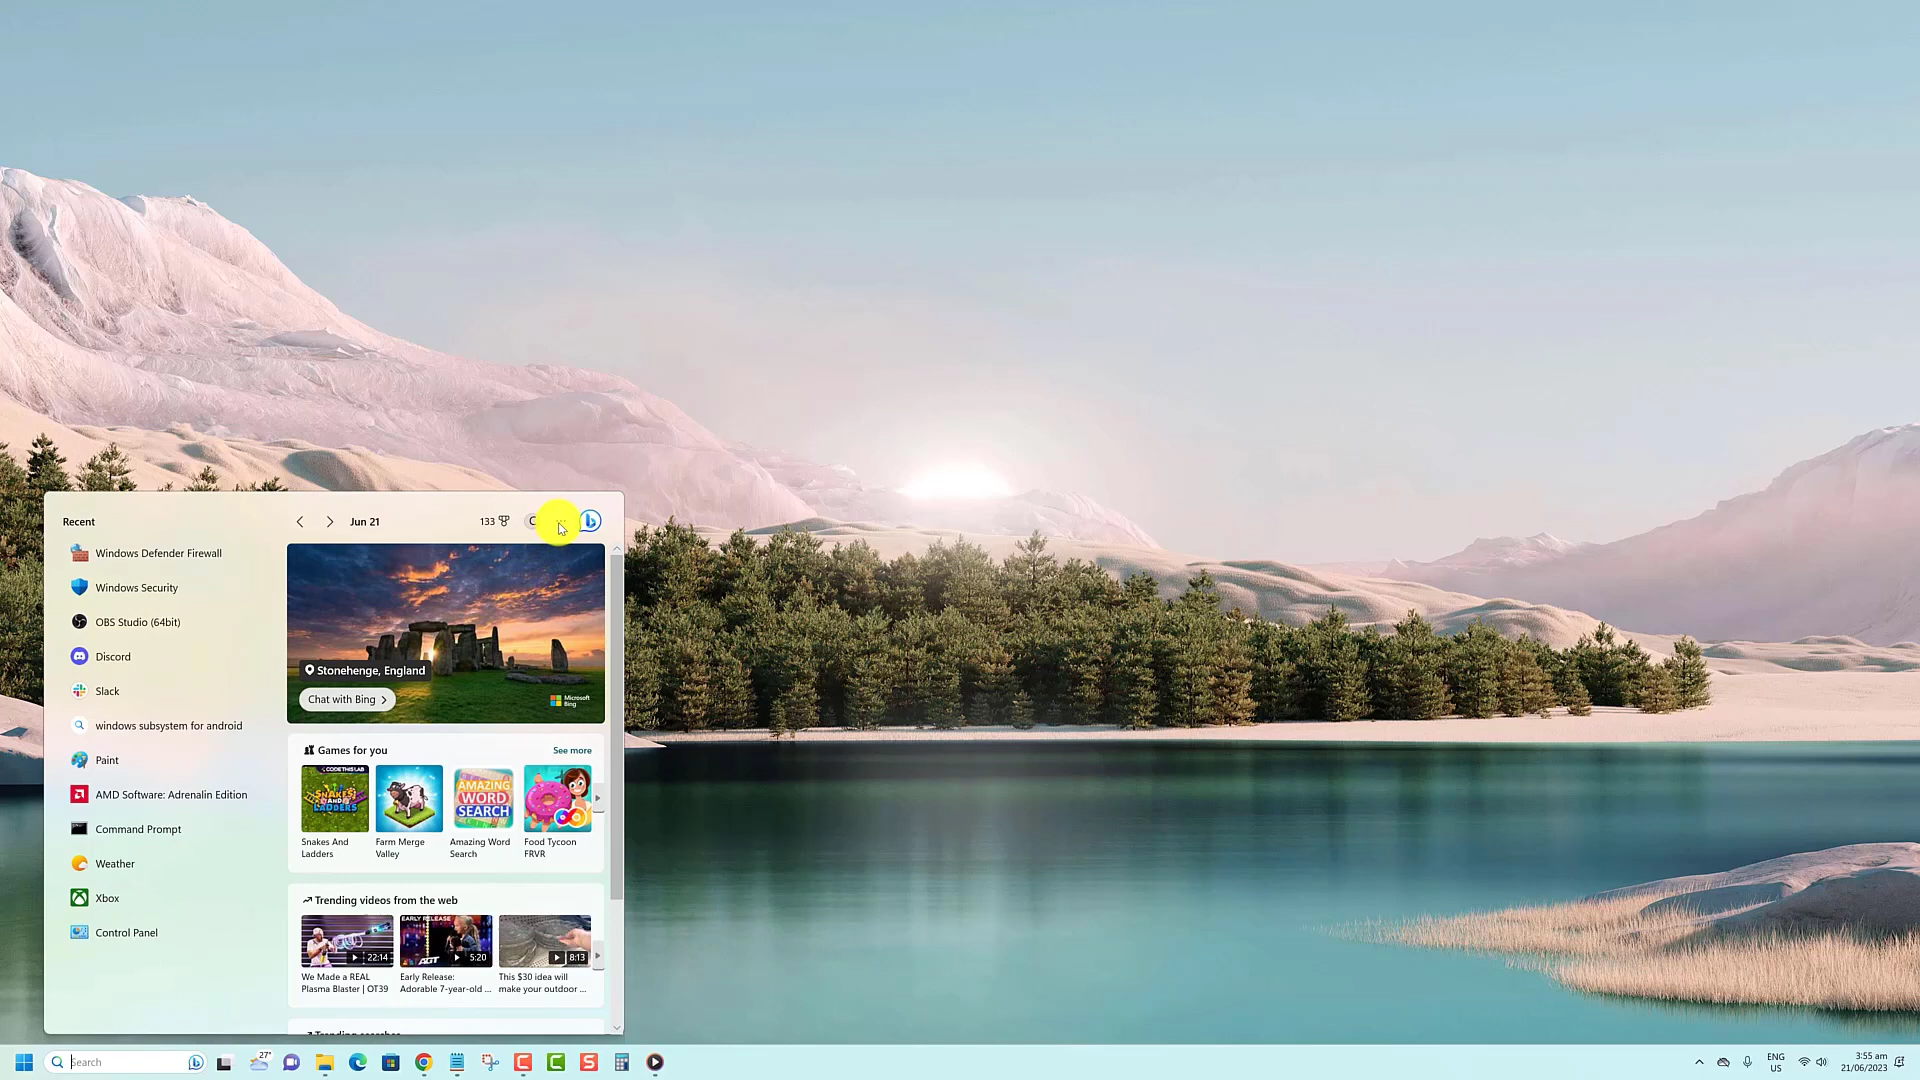 Recent
Jun 21
133
Windows Defender Firewall
Windows Security
OBS Studio (64bit)
Discord
Slack
windows subsystem for android
Paint
AMD Software: Adrenalin Edition
Command Prompt
Weather
Xbox
Control Panel
Stonehenge, England
Chat with Bing
Microsoft
Bing
Games for you
See more
CODETHISLAB
SNAKES
AND
LADDERS
AMAZING
WORD
SEARCH
Snakes And
Ladders
Farm Merge
Valley
Amazing Word
Search
Food Tycoon
FRVR
Trending videos from the web
22:14
EARLY RELEASE
AGT
5:20
8:13
We Made a REAL
Plasma Blaster | OT39
Early Release:
Adorable 7-year-old ...
This $30 idea will
make your outdoor ...
Search
27°
ENG
US
3:55 am
21/06/2023